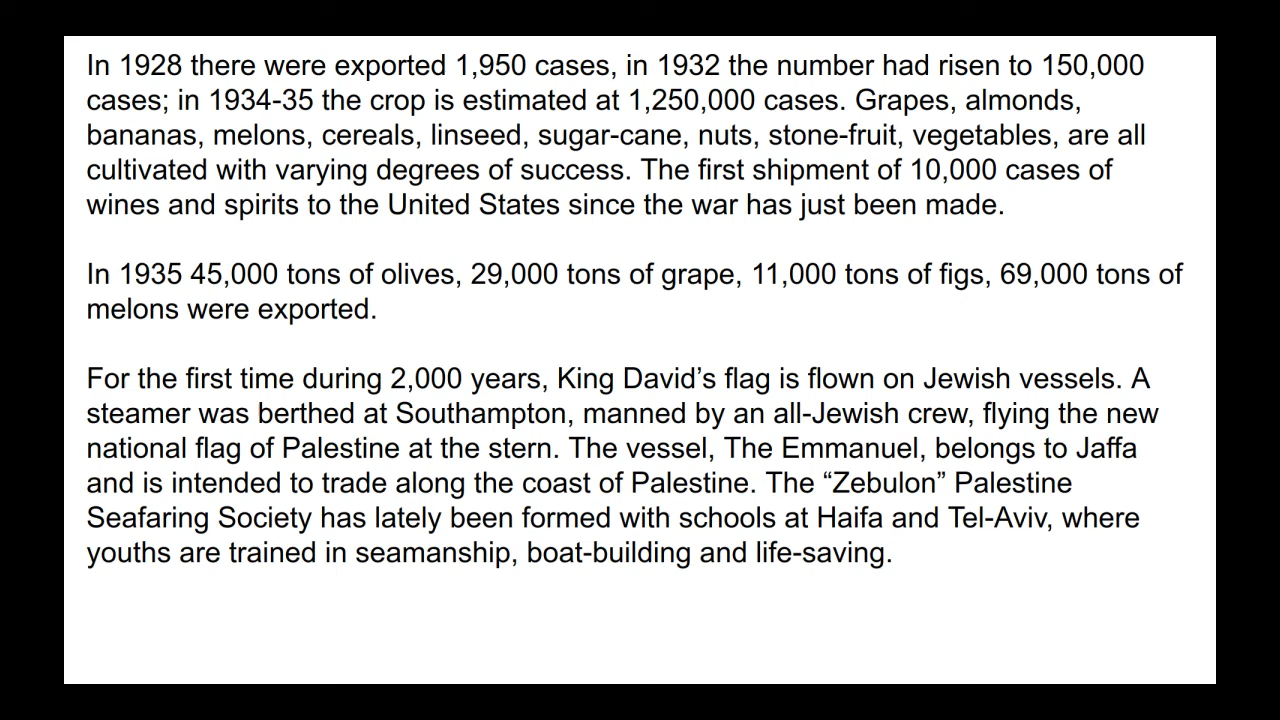 In 1928 there were exported 1,950 cases, in 1932 the number had risen to 150,000
cases; in 1934-35 the crop is estimated at 1,250,000 cases. Grapes, almonds,
bananas, melons, cereals, linseed, sugar-cane, nuts, stone-fruit, vegetables, are all
cultivated with varying degrees of success. The first shipment of 10,000 cases of
wines and spirits to the United States since the war has just been made.
In 1935 45,000 tons of olives, 29,000 tons of grape, 11,000 tons of figs, 69,000 tons of
melons were exported.
For the first time during 2,000 years, King David’s flag is flown on Jewish vessels. A
steamer was berthed at Southampton, manned by an all-Jewish crew, flying the new
national flag of Palestine at the stern. The vessel, The Emmanuel, belongs to Jaffa
and is intended to trade along the coast of Palestine. The “Zebulon” Palestine
Seafaring Society has lately been formed with schools at Haifa and Tel-Aviv, where
youths are trained in seamanship, boat-building and life-saving.